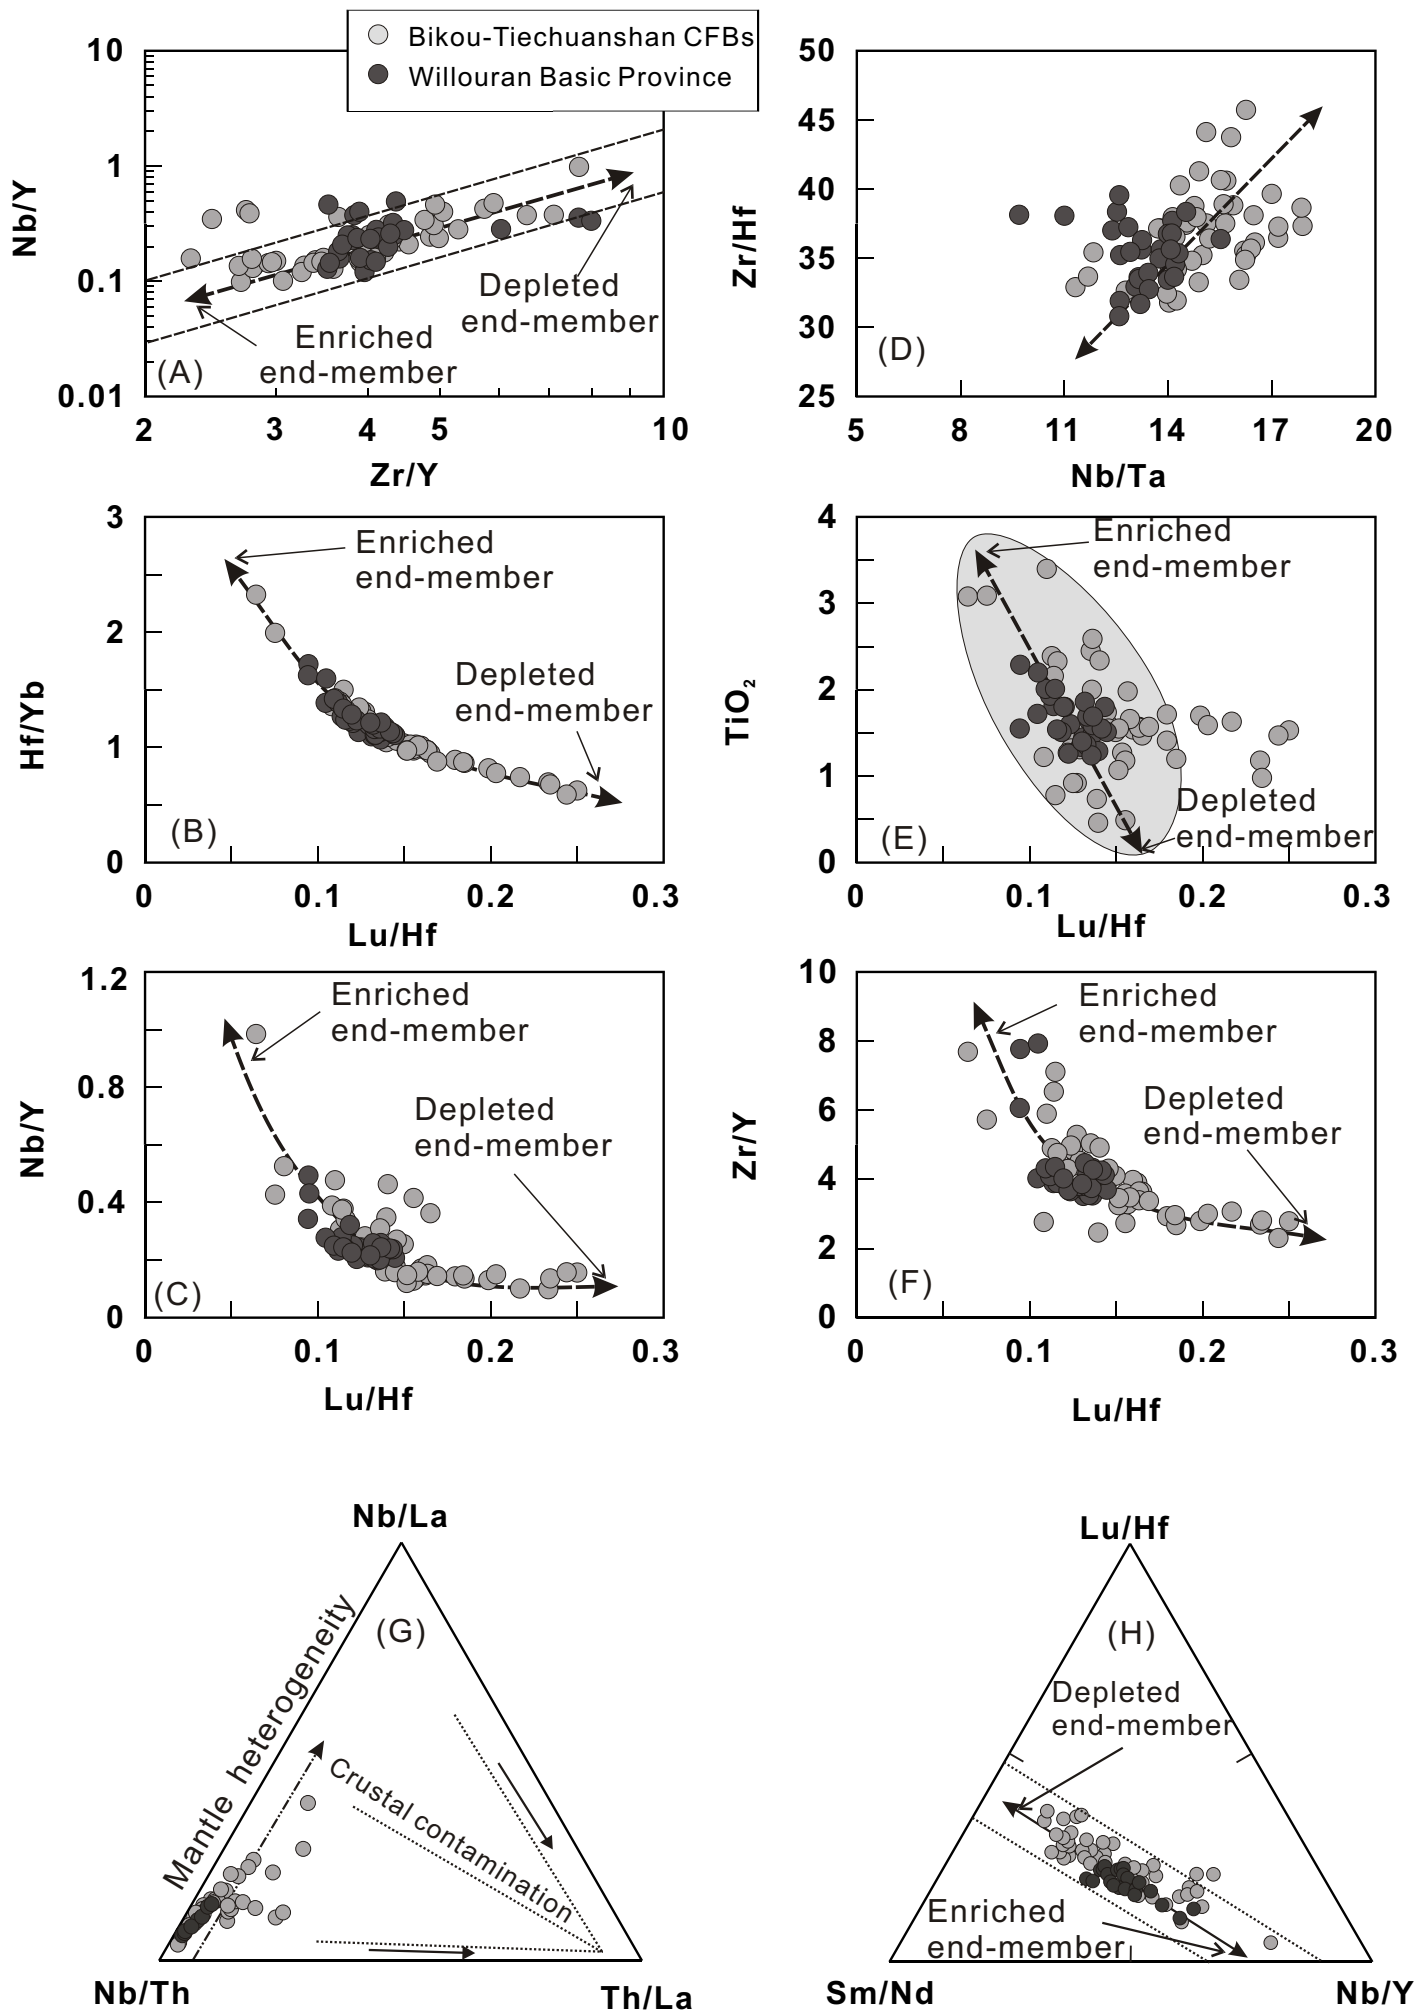 Bikou-Tiechuanshan CFBs
Willouran Basic Province
10
1
0.1
0.01
Nb/Y
Depleted
end-member
Enriched
end-member
(A)
2
3
4
5
10
Zr/Y
50
45
40
35
30
25
Zr/Hf
(D)
5
8
11
14
17
20
Nb/Ta
3
2
1
0
Hf/Yb
Enriched
end-member
Depleted
end-member
(B)
0
0.1
0.2
0.3
Lu/Hf
4
3
2
1
0
TiO2
Enriched
end-member
Depleted
end-member
(E)
0
0.1
0.2
0.3
Lu/Hf
1.2
0.8
0.4
0
Nb/Y
Enriched
end-member
Depleted
end-member
(C)
0
0.1
0.2
0.3
Lu/Hf
10
8
6
4
2
0
Zr/Y
Enriched
end-member
Depleted
end-member
(F)
0
0.1
0.2
0.3
Lu/Hf
Nb/La
(G)
Mantle heterogeneity
Crustal contamination
Nb/Th
Th/La
Lu/Hf
(H)
Depleted
end-member
Enriched
end-member
Sm/Nd
Nb/Y